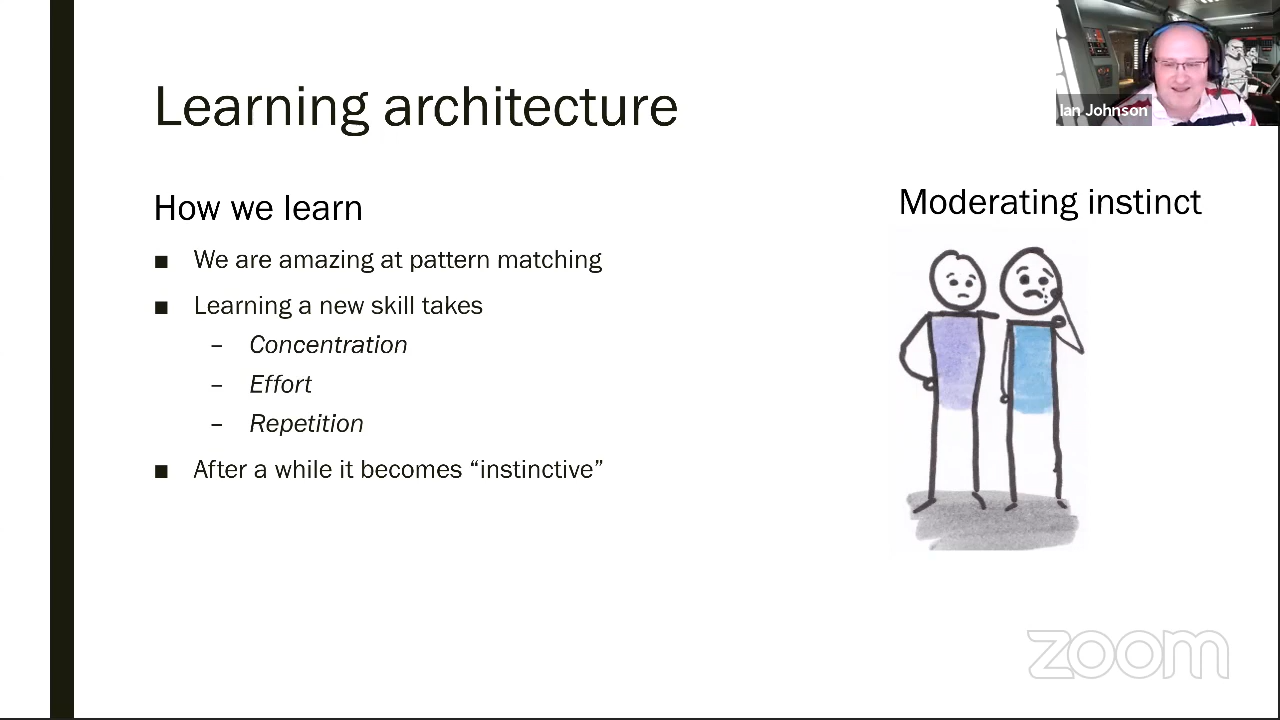 Ian Johnson
Learning architecture
How we learn
■ We are amazing at pattern matching
■ Learning a new skill takes
– Concentration
– Effort
– Repetition
■ After a while it becomes “instinctive”
Moderating instinct
zoom